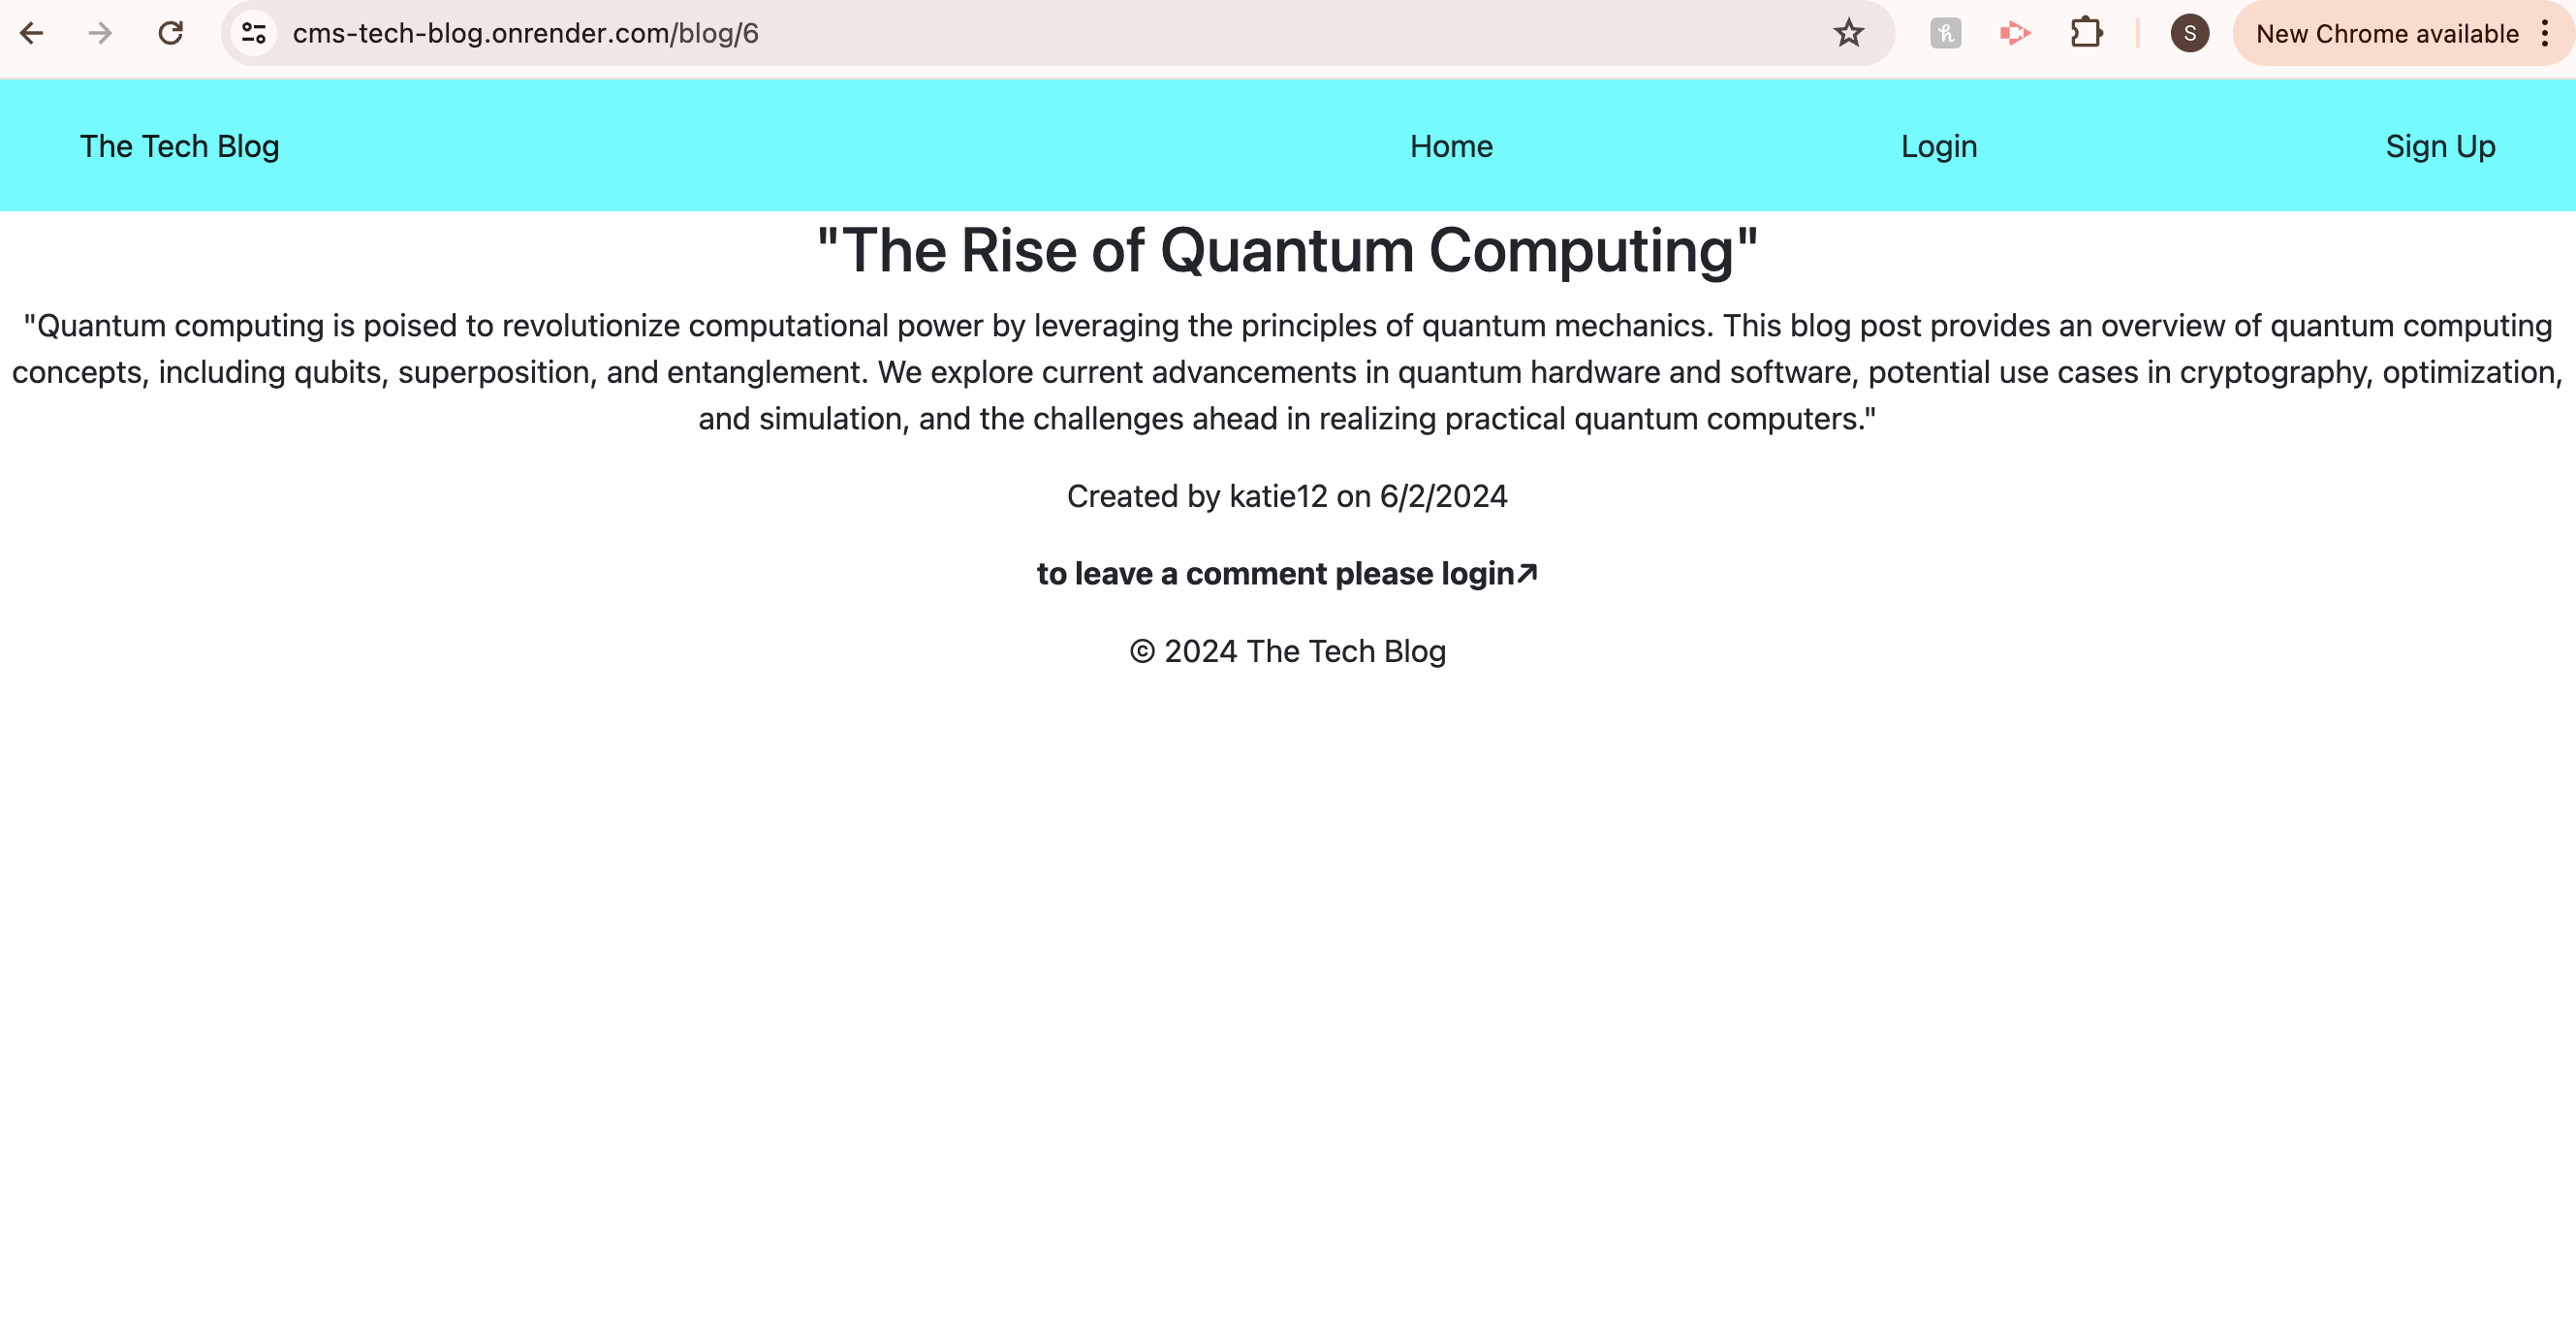 cms-tech-blog.onrender.com/blog/6
S
New Chrome available
The Tech Blog
Home
Login
Sign Up
"The Rise of Quantum Computing"
"Quantum computing is poised to revolutionize computational power by leveraging the principles of quantum mechanics. This blog post provides an overview of quantum computing
concepts, including qubits, superposition, and entanglement. We explore current advancements in quantum hardware and software, potential use cases in cryptography, optimization,
and simulation, and the challenges ahead in realizing practical quantum computers."
Created by katie12 on 6/2/2024
to leave a comment please login↗
© 2024 The Tech Blog